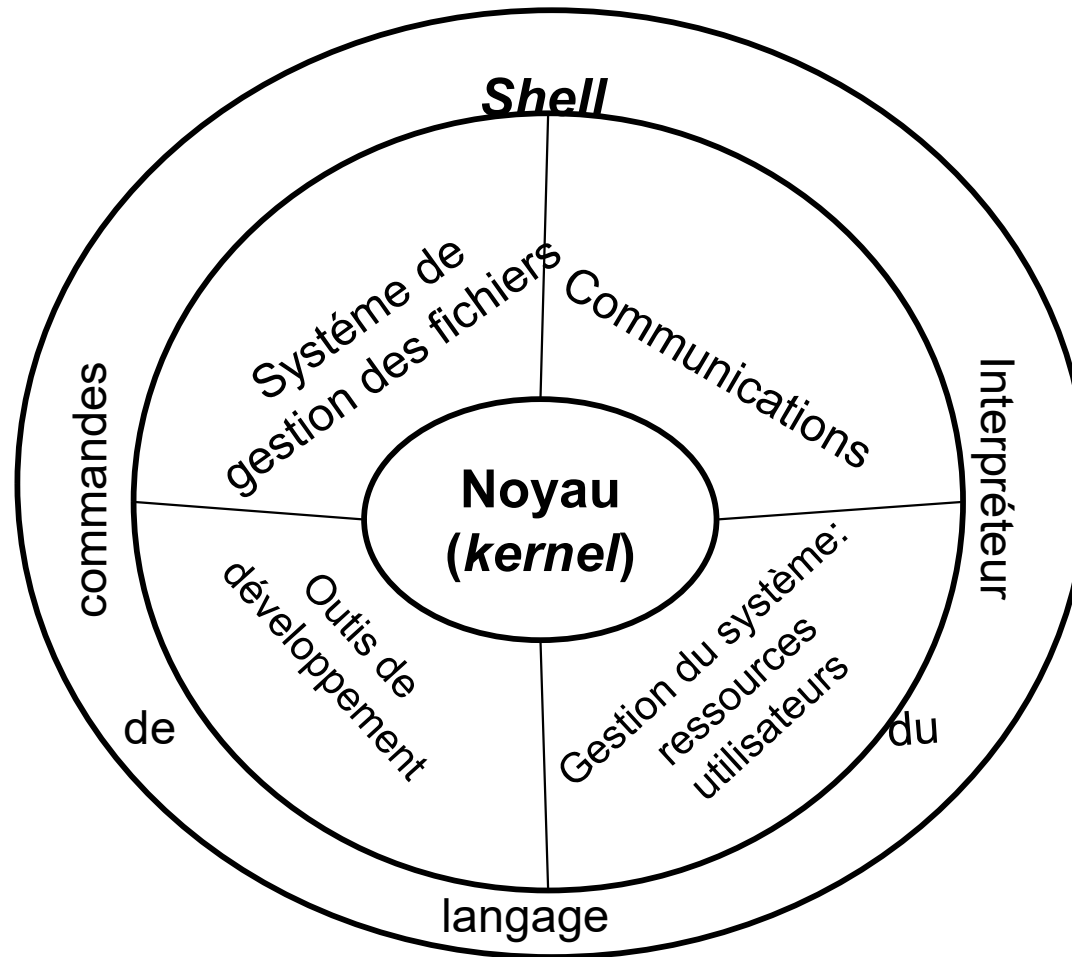 Shell
Systéme de
gestion des fichiers
Communications
Noyau
(kernel)
Outis de
développement
Gestion du système:
ressources
utilisateurs
Interpréteur
du
langage
de
commandes